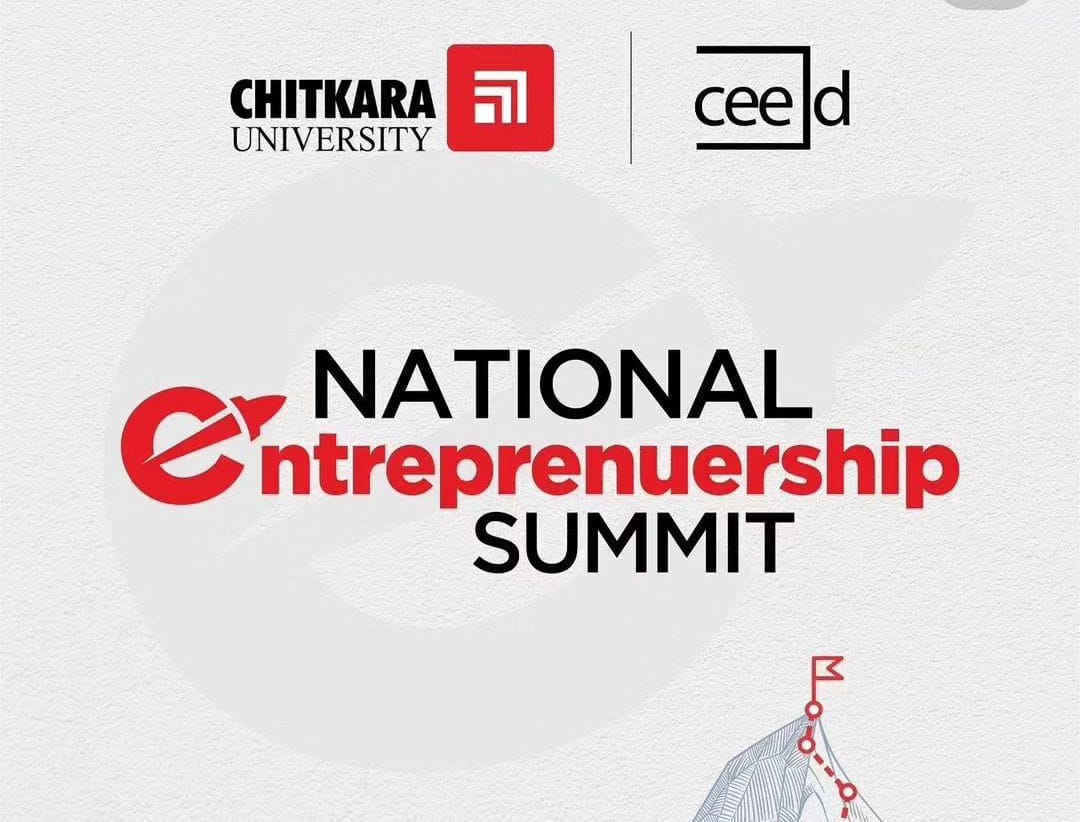 CHITKARA
UNIVERSITY
ceed
NATIONAL
entreprenuership
SUMMIT